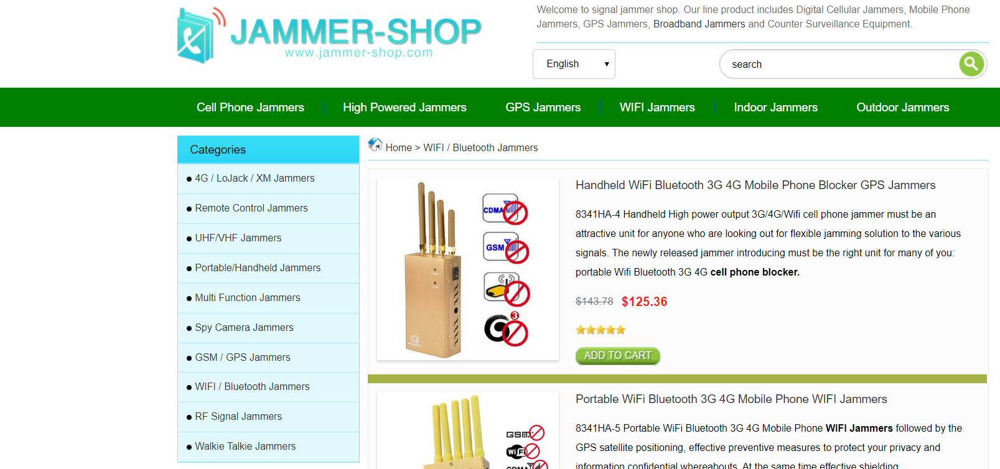 JAMMER-SHOP
www.jammer-shop.com
Welcome to signal jammer shop. Our line product includes Digital Cellular Jammers, Mobile Phone
Jammers, GPS Jammers, Broadband Jammers and Counter Surveillance Equipment.
English
search
Cell Phone Jammers
High Powered Jammers
GPS Jammers
WIFI Jammers
Indoor Jammers
Outdoor Jammers
Categories
4G / LoJack / XM Jammers
Remote Control Jammers
UHF/VHF Jammers
Portable/Handheld Jammers
Multi Function Jammers
Spy Camera Jammers
GSM / GPS Jammers
WIFI / Bluetooth Jammers
RF Signal Jammers
Walkie Talkie Jammers
Home > WIFI / Bluetooth Jammers
CDMA
GSM
3
Handheld WiFi Bluetooth 3G 4G Mobile Phone Blocker GPS Jammers
8341HA-4 Handheld High power output 3G/4G/Wifi cell phone jammer must be an
attractive unit for anyone who are looking out for flexible jamming solution to the various
signals. The newly released jammer introducing must be the right unit for many of you:
portable Wifi Bluetooth 3G 4G cell phone blocker.
$143.78 $125.36
ADD TO CART
GSM
WiFi
CDMA
Portable WiFi Bluetooth 3G 4G Mobile Phone WIFI Jammers
8341HA-5 Portable WiFi Bluetooth 3G 4G Mobile Phone WIFI Jammers followed by the
GPS satellite positioning, effective preventive measures to protect your privacy and
information confidential whereabouts. At the same time effective shielding